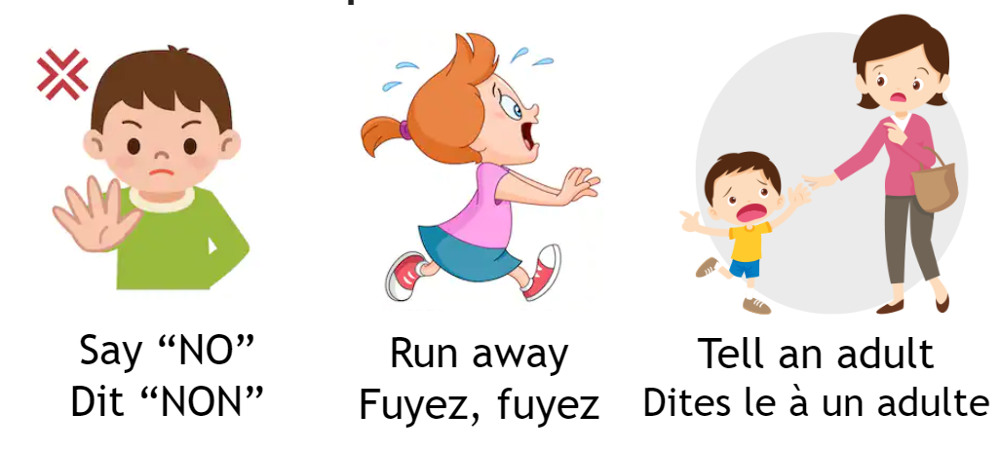 Say “NO”
Dit “NON”
Run away
Fuyez, fuyez
Tell an adult
Dites le à un adulte